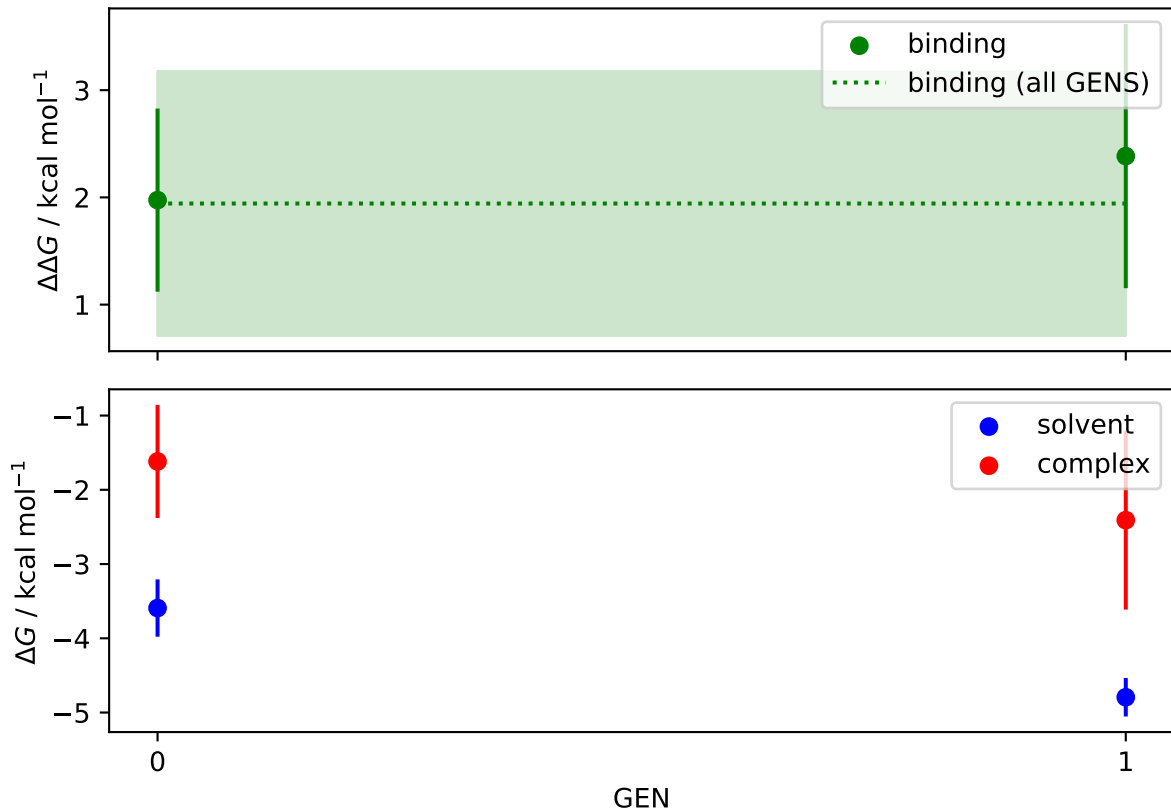 binding
binding (all GENS)
3
2
1
ΔΔG / kcal mol⁻¹
solvent
complex
−1
−2
−3
−4
−5
ΔG / kcal mol⁻¹
0
1
GEN